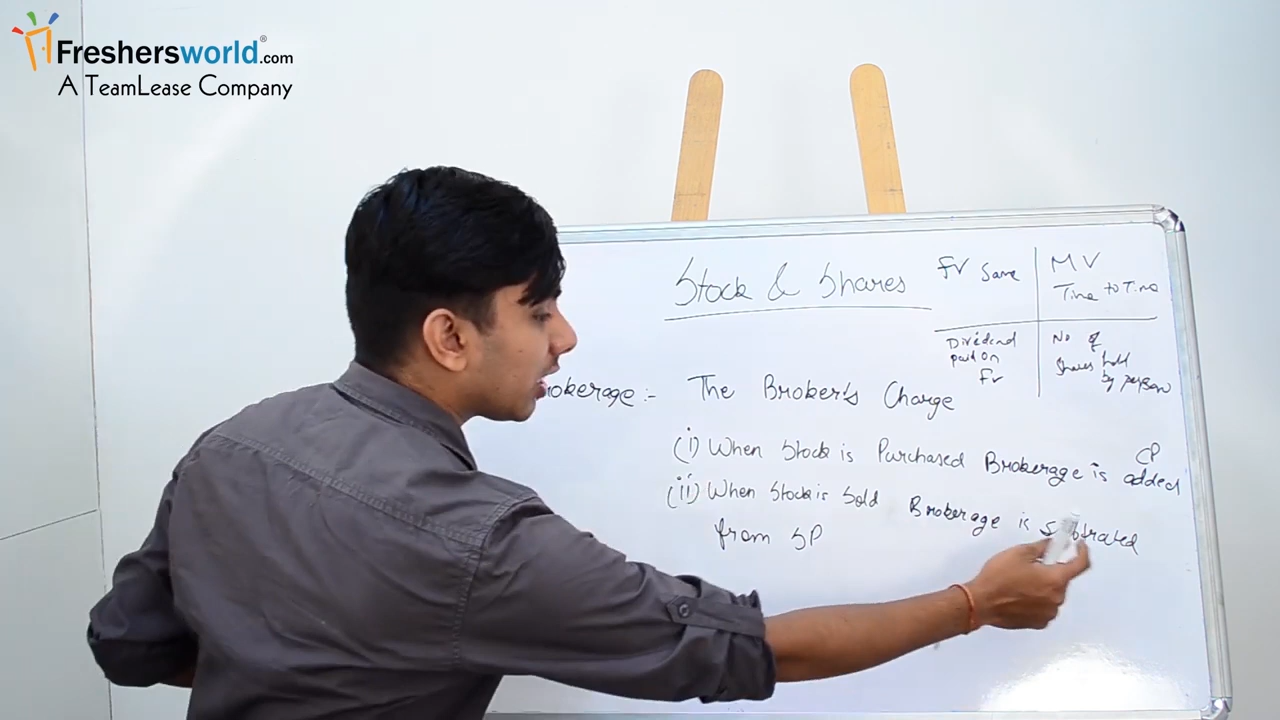 Freshersworld.com
A TeamLease Company
Stock & Shares
FV Same
MV
Time to Time
Dividend
paid on
FV
No of
Shares hold
by person
Brokerage :- The Broker's Charge
(i) When Stock is Purchased Brokerage is added
CP
(ii) When Stock is Sold Brokerage is
from SP